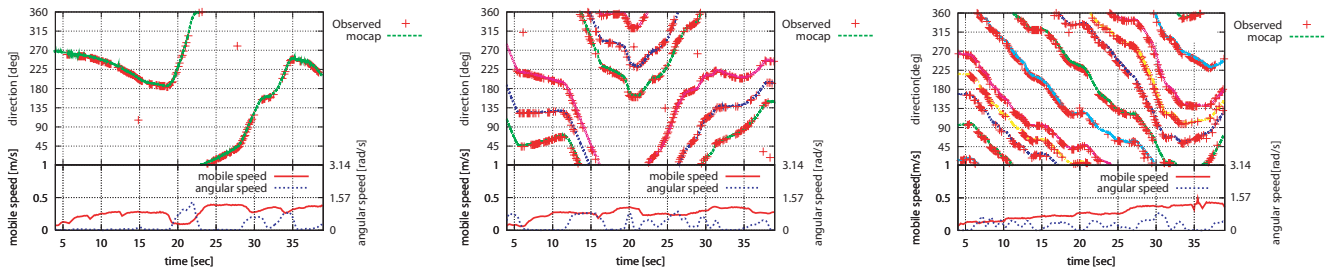 360
315
270
225
180
135
90
45
1
0.5
0
direction [deg]
mobile speed [m/s]
Observed
mocap
mobile speed
angular speed
3.14
1.57
0
angular speed [rad/s]
5 10 15 20 25 30 35
time [sec]
360
315
270
225
180
135
90
45
1
0.5
0
direction [deg]
mobile speed [m/s]
Observed
mocap
mobile speed
angular speed
3.14
1.57
0
angular speed [rad/s]
5 10 15 20 25 30 35
time [sec]
360
315
270
225
180
135
90
45
1
0.5
0
direction[deg]
mobile speed[m/s]
Observed
mocap
mobile speed
angular speed
3.14
1.57
0
angular speed[rad/s]
5 10 15 20 25 30 35
time [sec]